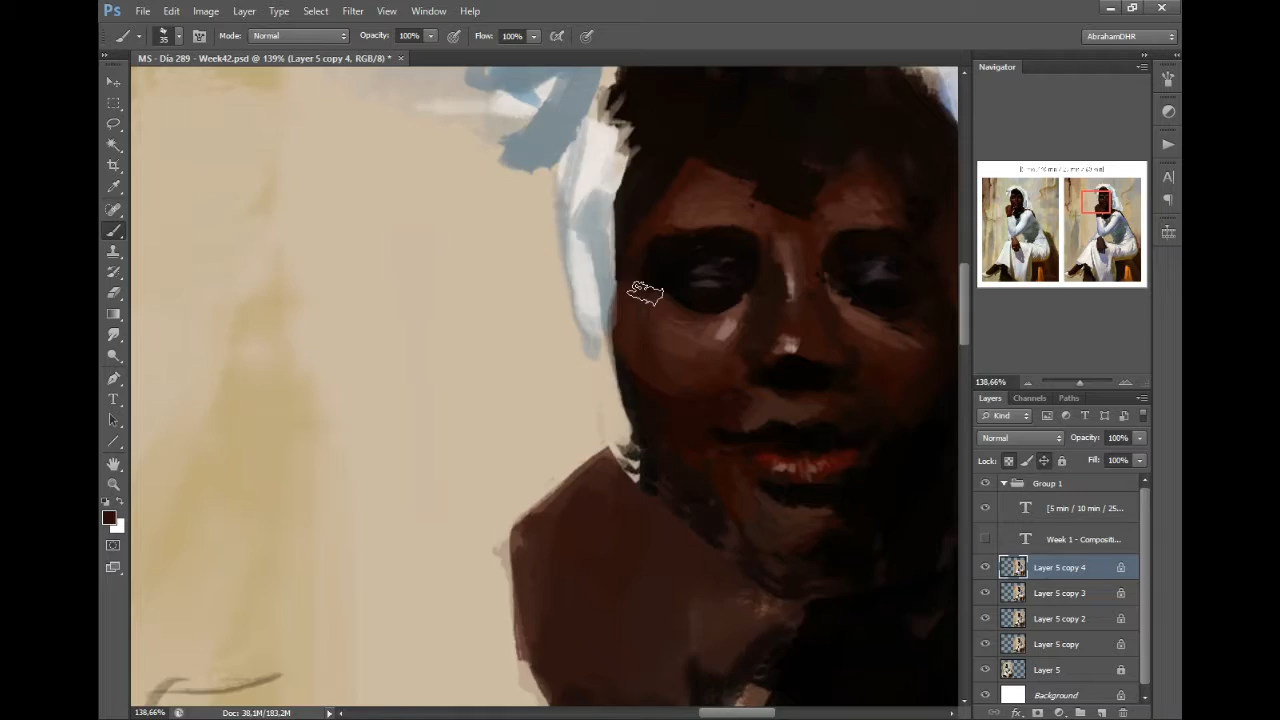 Ps File Edit Image Layer Type Select Filter View Window Help
35 Mode: Normal Opacity: 100% Flow: 100% AbrahamDHR
MS - Dia 289 - Week42.psd @ 139% (Layer 5 copy 4, RGB/8) * ×
Navigator
138,66%
Layers Channels Paths
Kind
Normal Opacity: 100%
Lock: Fill: 100%
Group 1
T [5 min / 10 min / 25...
T Week 1 - Compositi...
Layer 5 copy 4
Layer 5 copy 3
Layer 5 copy 2
Layer 5 copy
Layer 5
Background
138,66% Doc: 38,1M/183,2M